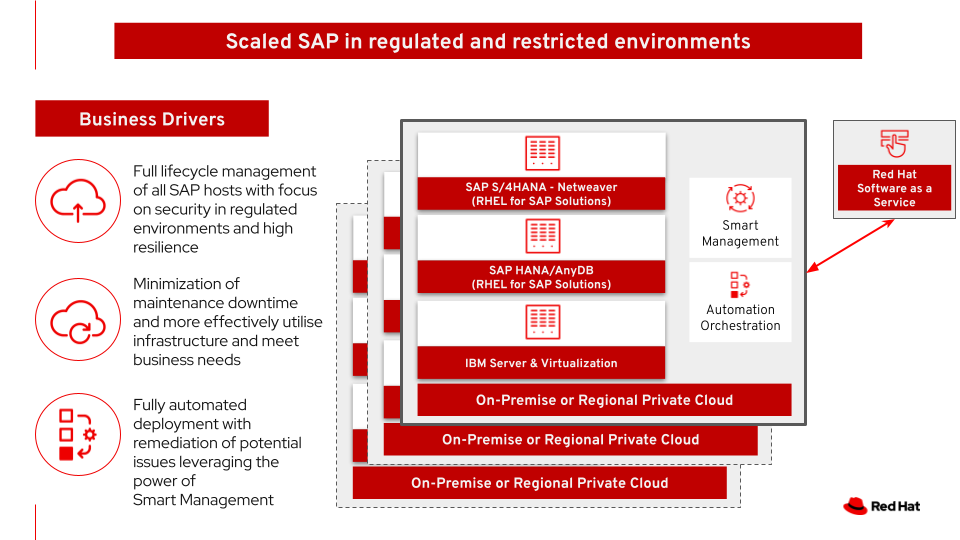 Scaled SAP in regulated and restricted environments
Business Drivers
Full lifecycle management
of all SAP hosts with focus
on security in regulated
environments and high
resilience
Minimization of
maintenance downtime
and more effectively utilise
infrastructure and meet
business needs
Fully automated
deployment with
remediation of potential
issues leveraging the
power of
Smart Management
SAP S/4HANA - Netweaver
(RHEL for SAP Solutions)
SAP HANA/AnyDB
(RHEL for SAP Solutions)
IBM Server & Virtualization
Smart
Management
Automation
Orchestration
On-Premise or Regional Private Cloud
On-Premise or Regional Private Cloud
On-Premise or Regional Private Cloud
Red Hat
Software as a
Service
Red Hat